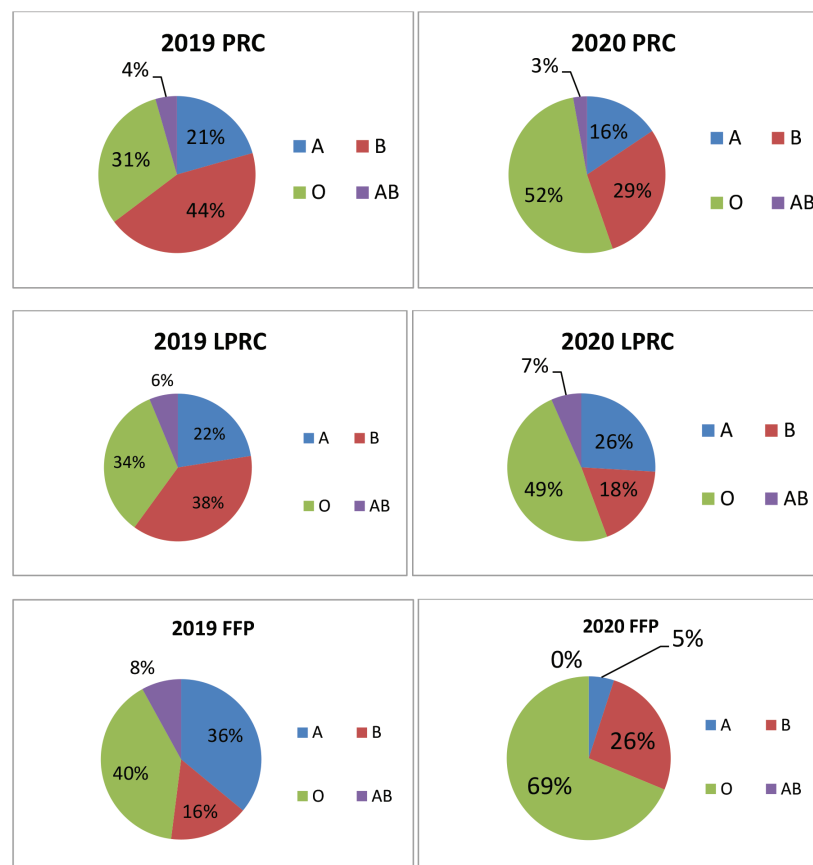 2019 PRC
4%
21%
31%
44%
A B
O AB
2020 PRC
3%
16%
52%
29%
A B
O AB
2019 LPRC
6%
22%
34%
38%
A B
O AB
2020 LPRC
7%
26%
49%
18%
A B
O AB
2019 FFP
8%
36%
40%
16%
A B
O AB
2020 FFP
0% 5%
26%
69%
A B
O AB